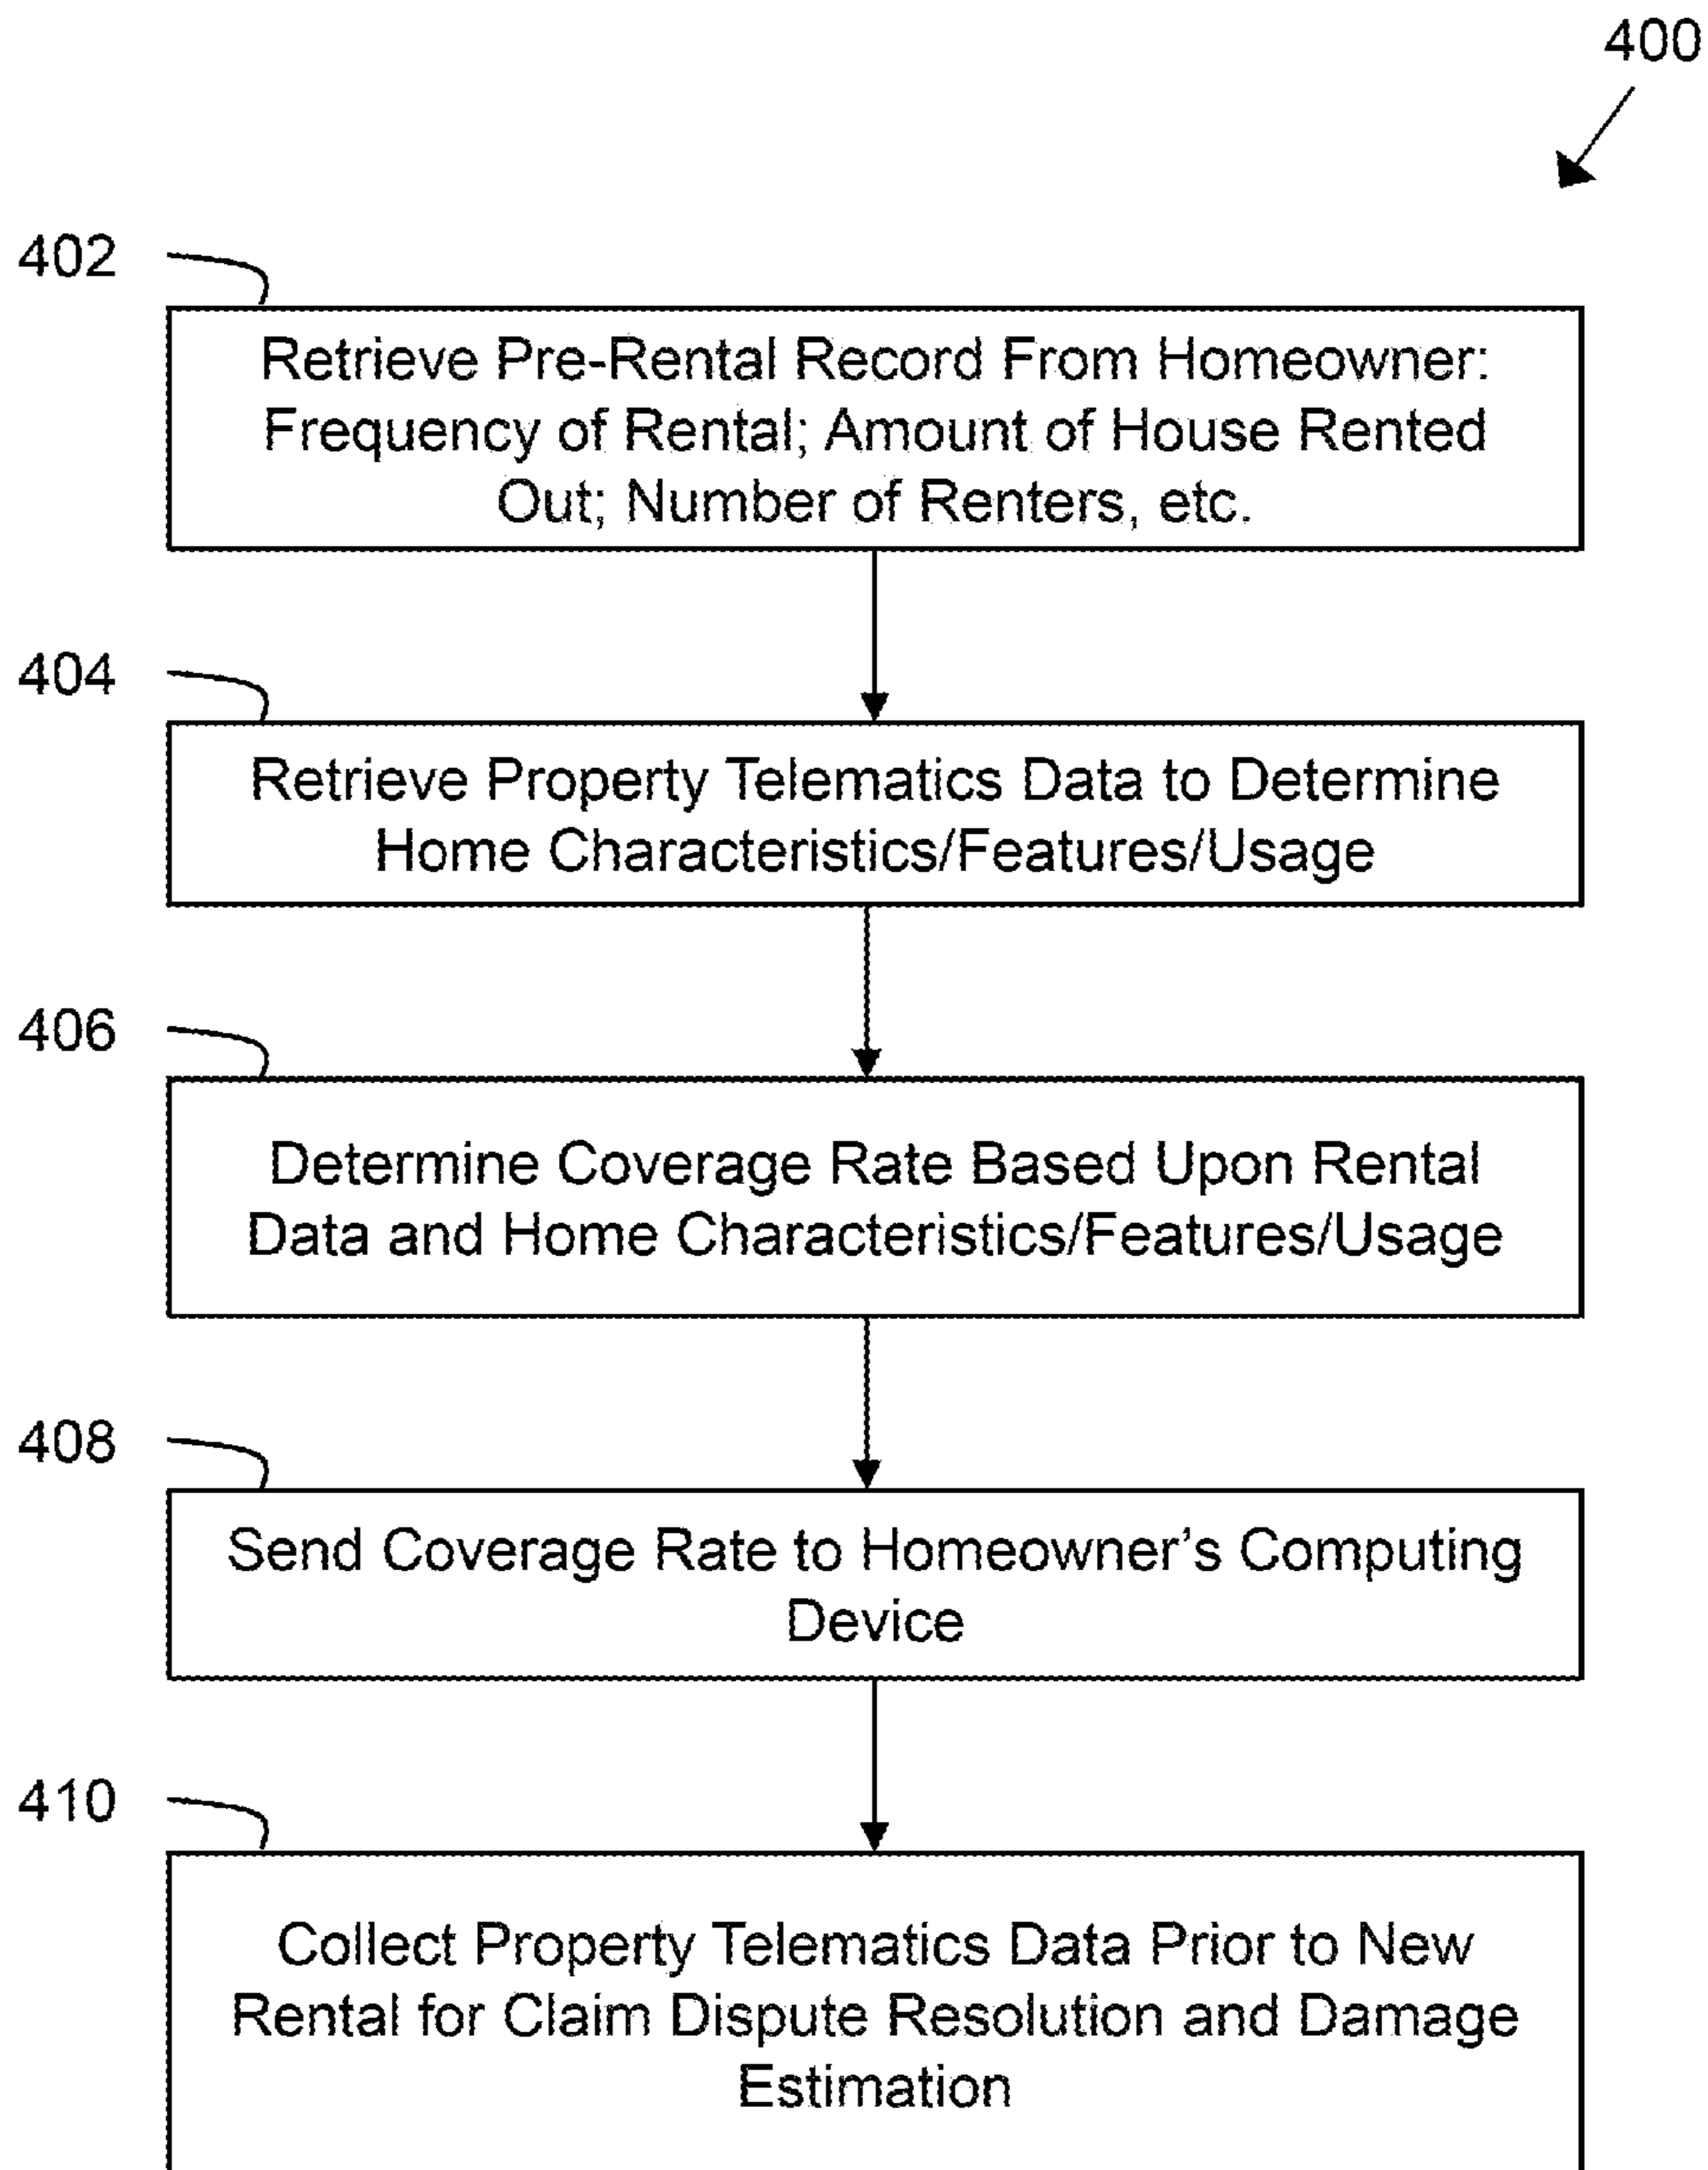 400
402
Retrieve Pre-Rental Record From Homeowner:
Frequency of Rental; Amount of House Rented
Out; Number of Renters, etc.
404
Retrieve Property Telematics Data to Determine
Home Characteristics/Features/Usage
406
Determine Coverage Rate Based Upon Rental
Data and Home Characteristics/Features/Usage
408
Send Coverage Rate to Homeowner's Computing
Device
410
Collect Property Telematics Data Prior to New
Rental for Claim Dispute Resolution and Damage
Estimation